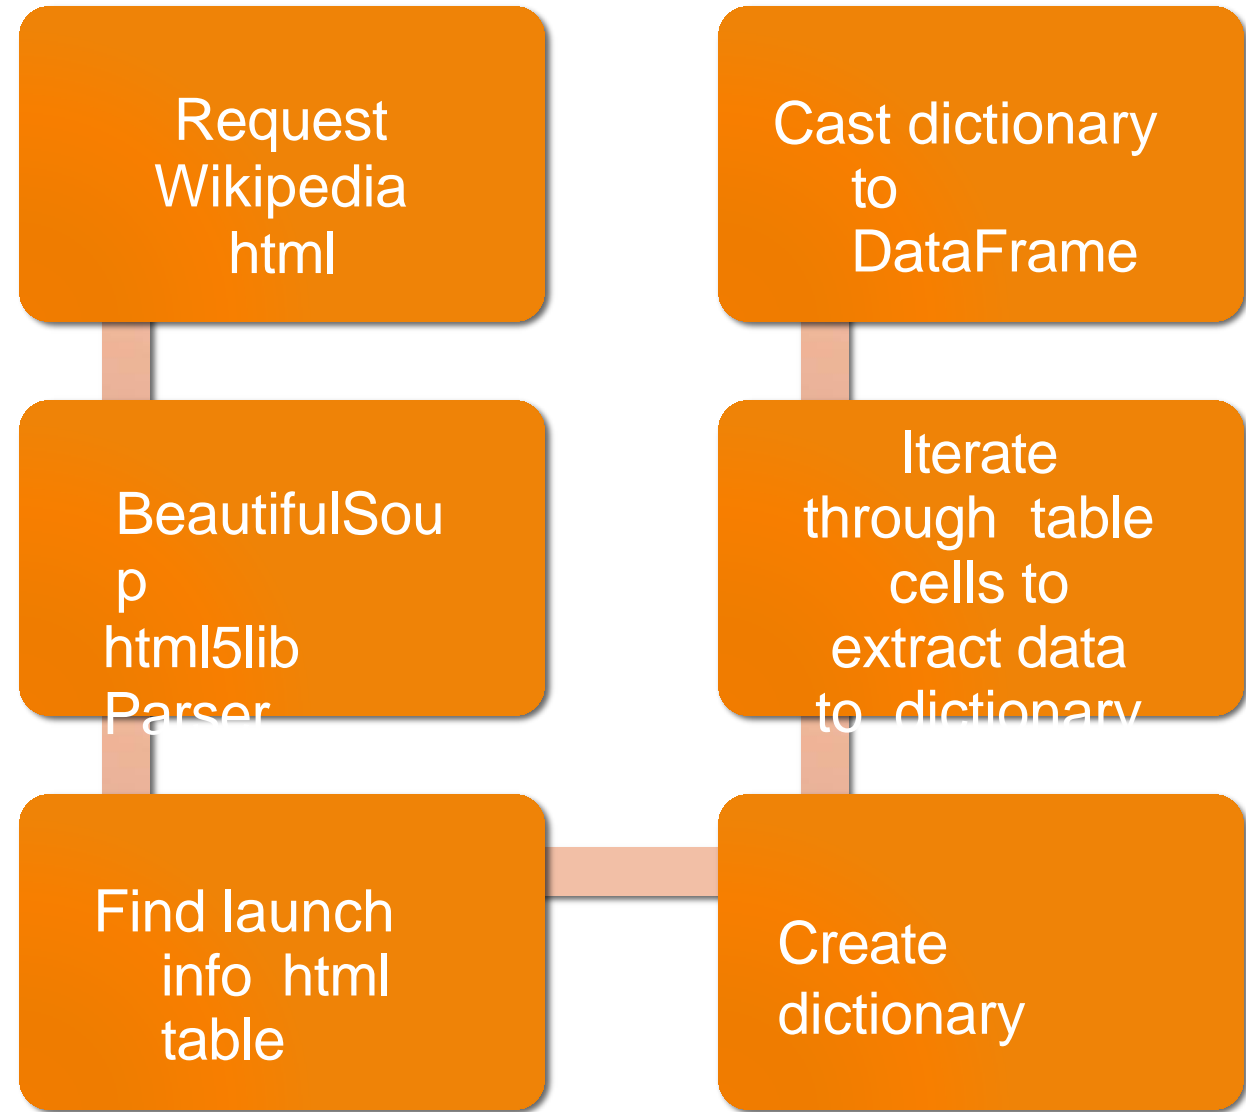 Request
Wikipedia
html
BeautifulSou
p
html5lib
Parser
Find launch
info html
table
Create
dictionary
Iterate
through table
cells to
extract data
to dictionary
Cast dictionary
to
DataFrame